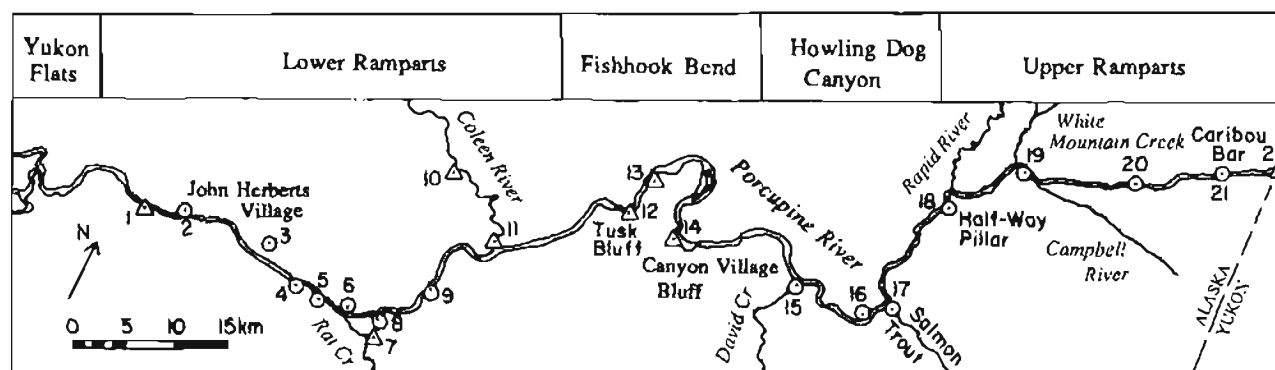 Yukon
Flats
Lower Ramparts
Fishhook Bend
Howling Dog
Canyon
Upper Ramparts
Coleen River
Rapid River
White
Mountain Creek
Caribou
Bar
2
John Herberts
Village
Porcupine River
10
13
19
20
21
1
2
3
11
12
Tusk
Bluff
14
18
Half-Way
Pillar
N
Canyon Village
Bluff
Campbell
River
4
5
6
8
7
9
15
16
17
Salmon
Trout
Rat Cr
David Cr
ALASKA
YUKON
0 5 10 15km